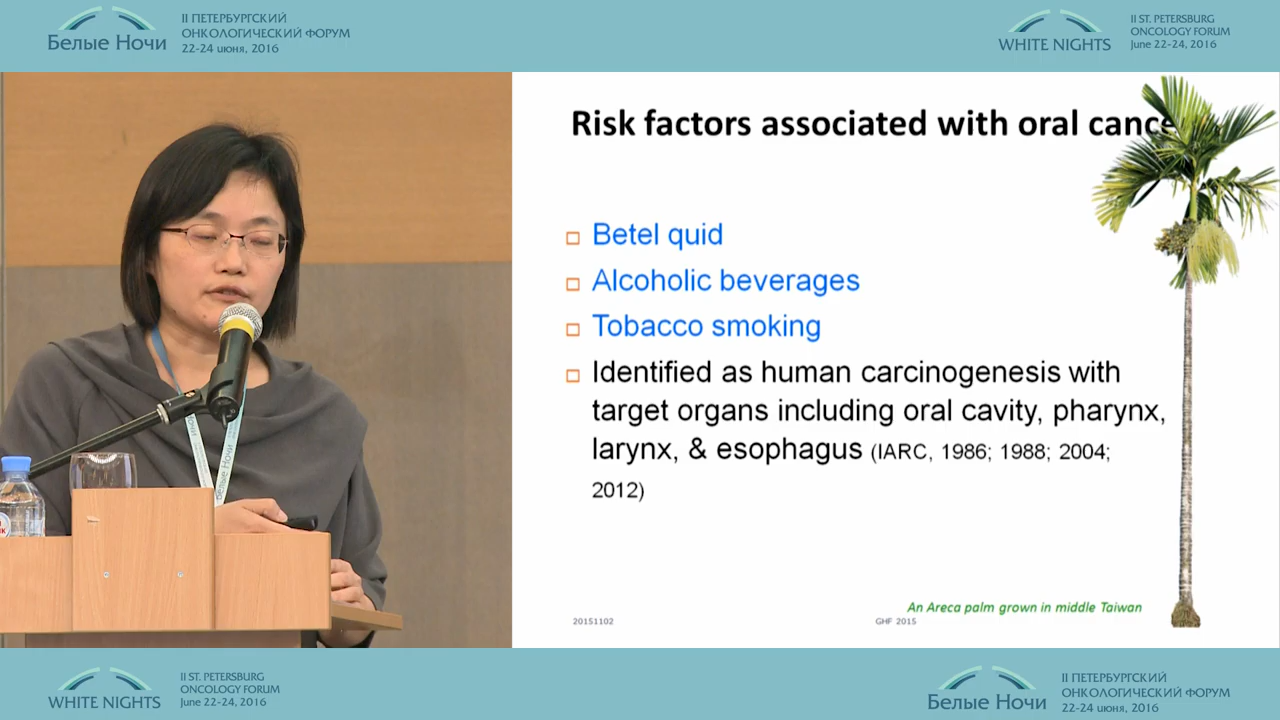 Белые Ночи
II ПЕТЕРБУРГСКИЙ
ОНКОЛОГИЧЕСКИЙ ФОРУМ
22-24 июня, 2016
WHITE NIGHTS
II ST. PETERSBURG
ONCOLOGY FORUM
June 22-24, 2016
Risk factors associated with oral cance
Betel quid
Alcoholic beverages
Tobacco smoking
Identified as human carcinogenesis with
target organs including oral cavity, pharynx,
larynx, & esophagus (IARC, 1986; 1988; 2004;
2012)
An Areca palm grown in middle Taiwan
20151102
GHF 2015
Белые Ночи
WHITE NIGHTS
II ST. PETERSBURG
ONCOLOGY FORUM
June 22-24, 2016
Белые Ночи
II ПЕТЕРБУРГСКИЙ
ОНКОЛОГИЧЕСКИЙ ФОРУМ
22-24 июня, 2016